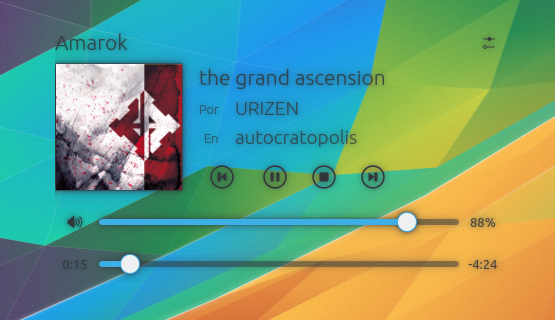 Amarok
the grand ascension
Por URIZEN
En autocratopolis
88%
0:15 -4:24